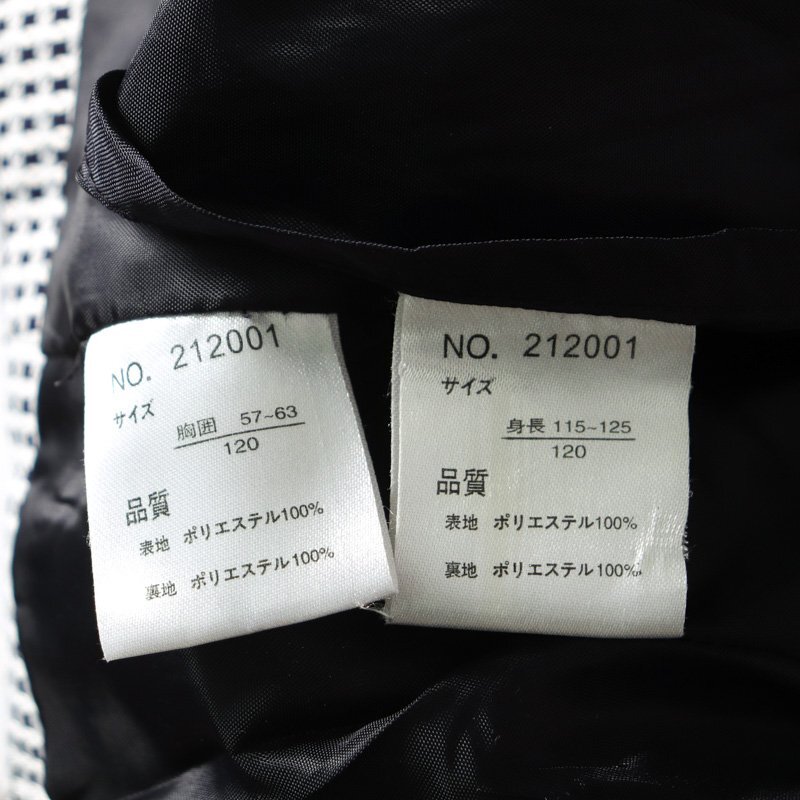 NO. 212001
サイズ
胸囲 57~63
120
品質
表地 ポリエステル100%
裏地 ポリエステル100%
NO. 212001
サイズ
身長 115~125
120
品質
表地 ポリエステル100%
裏地 ポリエステル100%